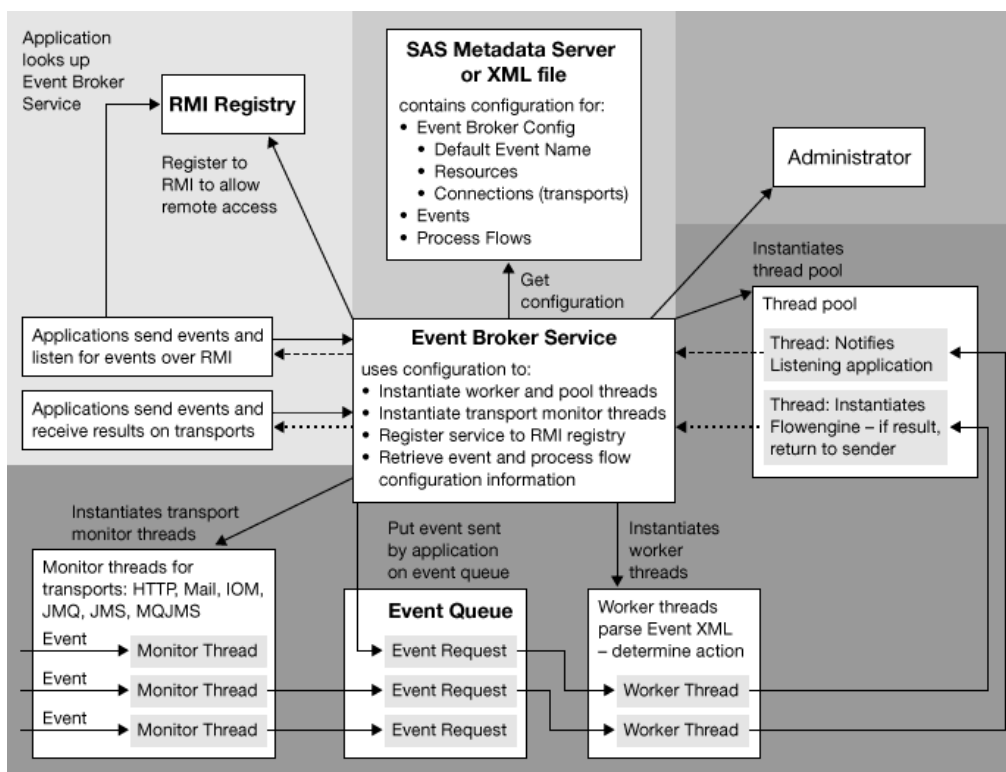 Application
looks up
Event Broker
Service
RMI Registry
Register to
RMI to allow
remote access
SAS Metadata Server
or XML file
contains configuration for:
• Event Broker Config
• Default Event Name
• Resources
• Connections (transports)
• Events
• Process Flows
Administrator
Get
configuration
Instantiates
thread pool
Applications send events and
listen for events over RMI
Applications send events and
receive results on transports
Event Broker Service
uses configuration to:
• Instantiate worker and pool threads
• Instantiate transport monitor threads
• Register service to RMI registry
• Retrieve event and process flow
configuration information
Thread pool
Thread: Notifies
Listening application
Thread: Instantiates
Flowengine – if result,
return to sender
Instantiates transport
monitor threads
Put event sent
by application
on event queue
Instantiates
worker
threads
Monitor threads for
transports: HTTP, Mail, IOM,
JMQ, JMS, MQJMS
Event
Monitor Thread
Event
Monitor Thread
Event
Monitor Thread
Event Queue
Event Request
Event Request
Event Request
Worker threads
parse Event XML
– determine action
Worker Thread
Worker Thread